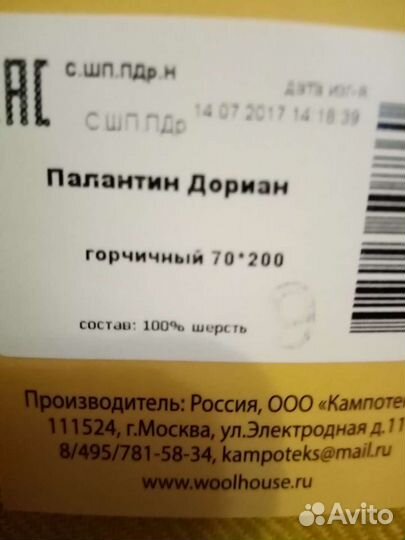 ЕАС
с.шп.пдр.н
дата изг-я
С.ШП.ПДр 14 07 2017 14:18:39
Палантин Дориан
горчичный 70*200
состав: 100% шерсть
Производитель: Россия, ООО «Кампотек
111524, г.Москва, ул.Электродная д.11
8/495/781-58-34, kampoteks@mail.ru
www.woolhouse.ru
Avito